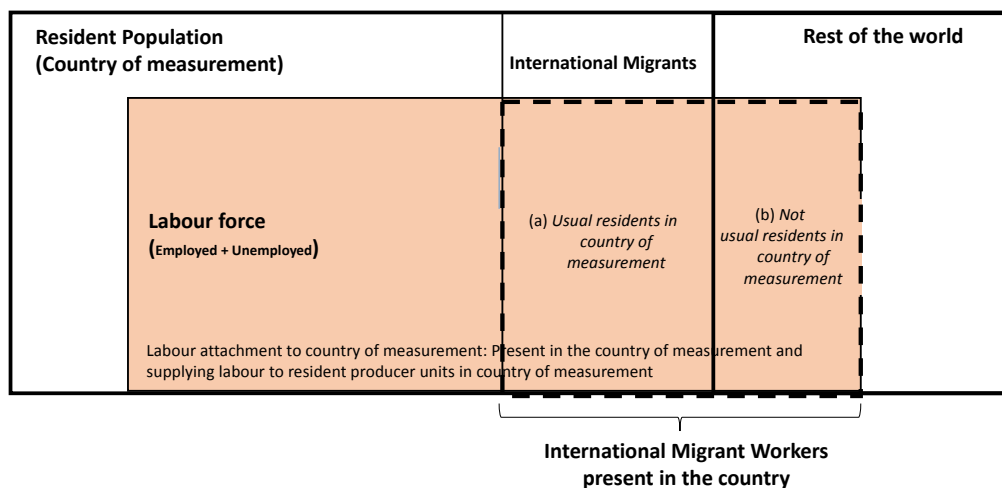 Resident Population
(Country of measurement)
International Migrants
Rest of the world
Labour force
(Employed + Unemployed)
(a) Usual residents in
country of
measurement
(b) Not
usual residents in
country of
measurement
Labour attachment to country of measurement: Present in the country of measurement and
supplying labour to resident producer units in country of measurement
International Migrant Workers
present in the country